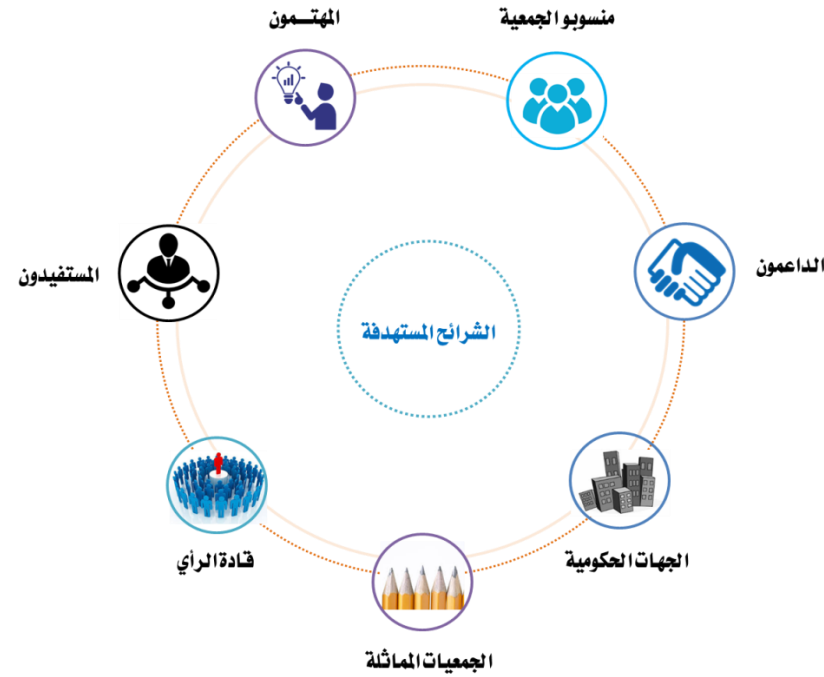 منسوبو الجمعية
المهتـــمون
الداعمون
المستفيدون
الشرائح المستهدفة
الجهات الحكومية
قادة الرأي
الجمعيات المماثلة